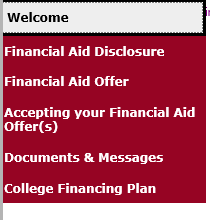 Welcome
Financial Aid Disclosure
Financial Aid Offer
Accepting your Financial Aid
Offer(s)
Documents & Messages
College Financing Plan